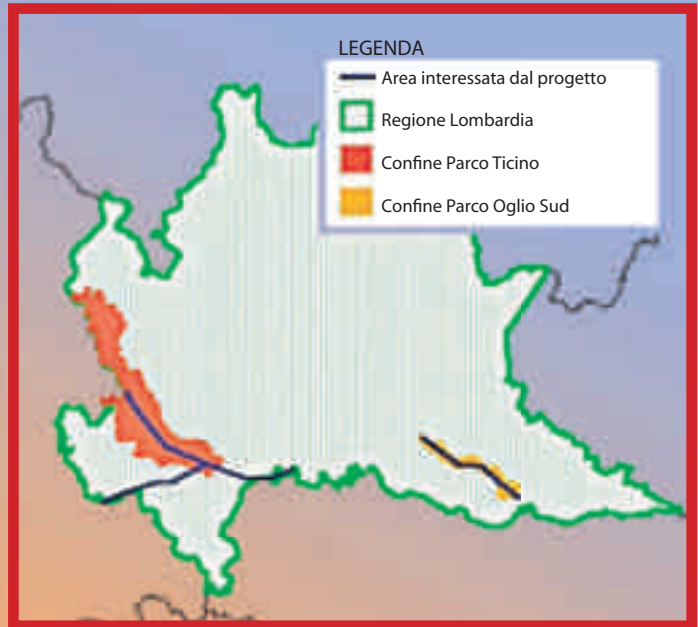 LEGENDA
Area interessata dal progetto
Regione Lombardia
Confine Parco Ticino
Confine Parco Oglio Sud